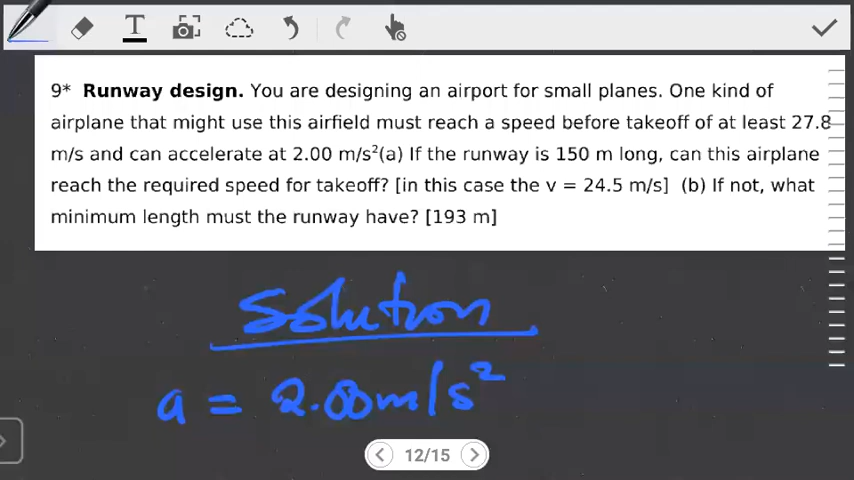 T
9* Runway design. You are designing an airport for small planes. One kind of
airplane that might use this airfield must reach a speed before takeoff of at least 27.8
m/s and can accelerate at 2.00 m/s²(a) If the runway is 150 m long, can this airplane
reach the required speed for takeoff? [in this case the v = 24.5 m/s] (b) If not, what
minimum length must the runway have? [193 m]
Solution
a = 2.00m/s²
12/15